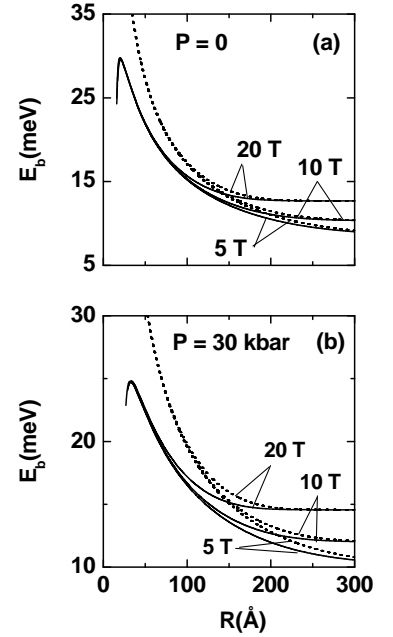 35
P = 0
(a)
25
E_b(meV)
20 T
10 T
15
5 T
5
30
P = 30 kbar
(b)
E_b(meV)
20
20 T
10 T
5 T
10
0
100
200
300
R(Å)